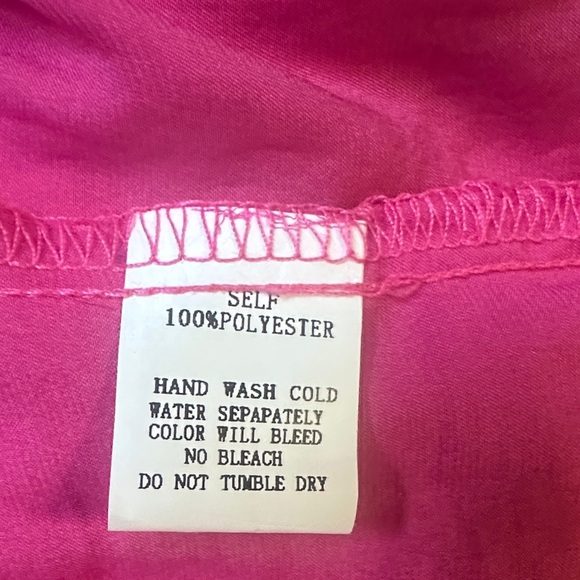 SELF
100%POLYESTER
HAND WASH COLD
WATER SEPAPATELY
COLOR WILL BLEED
NO BLEACH
DO NOT TUMBLE DRY